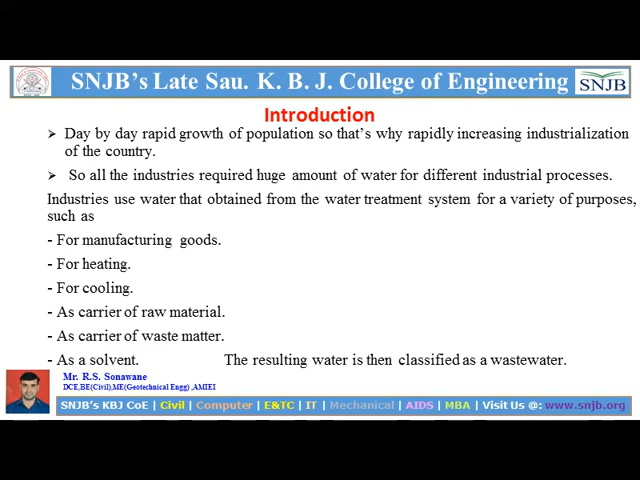 SNJB's Late Sau. K. B. J. College of Engineering
SNJB
Introduction
➢ Day by day rapid growth of population so that's why rapidly increasing industrialization
of the country.
➢ So all the industries required huge amount of water for different industrial processes.
Industries use water that obtained from the water treatment system for a variety of purposes,
such as
- For manufacturing goods.
- For heating.
- For cooling.
- As carrier of raw material.
- As carrier of waste matter.
- As a solvent. The resulting water is then classified as a wastewater.
Mr. R.S. Sonawane
DCE,BE(Civil),ME(Geotechnical Engg) ,AMIEI
SNJB's KBJ CoE | Civil | Computer | E&TC | IT | Mechanical | AIDS | MBA | Visit Us @: www.snjb.org